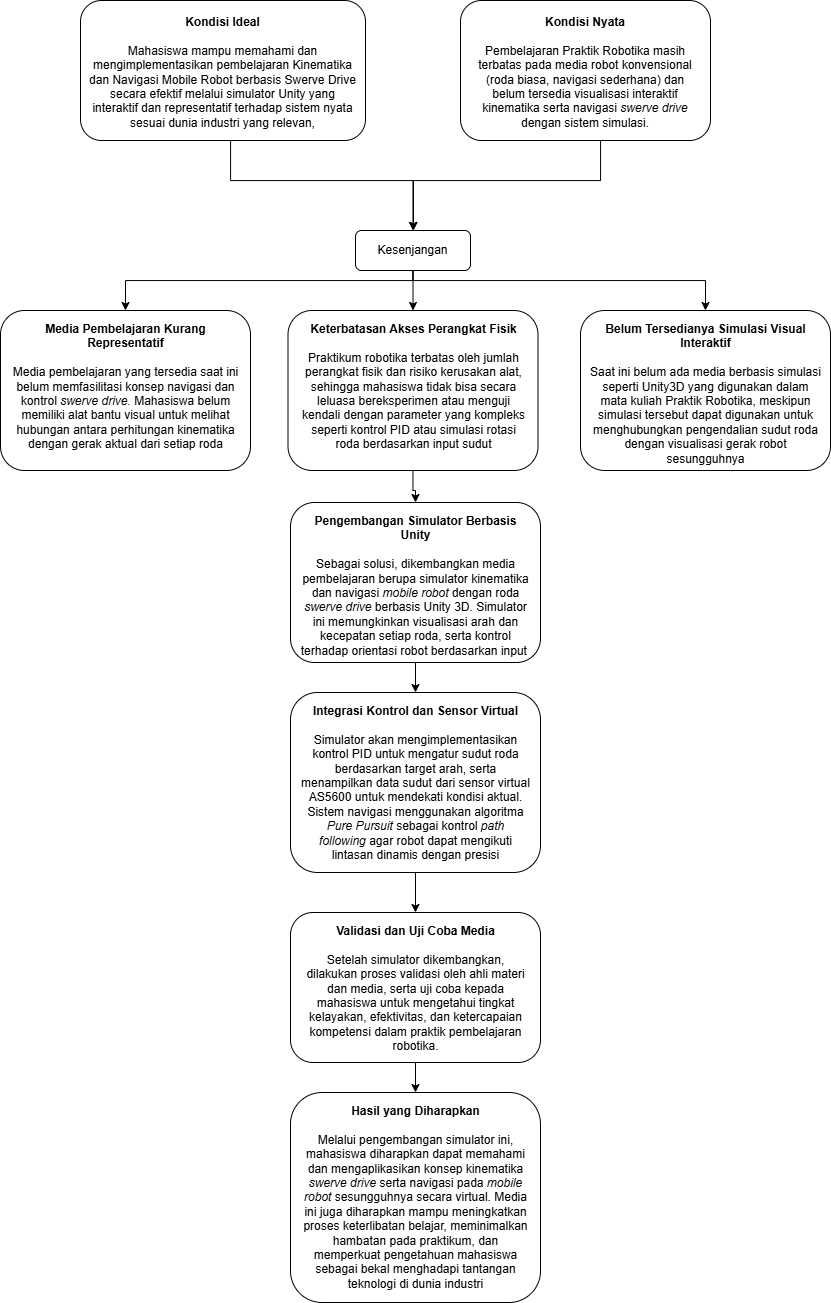 Kondisi Ideal
Mahasiswa mampu memahami dan
mengimplementasikan pembelajaran Kinematika
dan Navigasi Mobile Robot berbasis Swerve Drive
secara efektif melalui simulator Unity yang
interaktif dan representatif terhadap sistem nyata
sesuai dunia industri yang relevan,
Kondisi Nyata
Pembelajaran Praktik Robotika masih
terbatas pada media robot konvensional
(roda biasa, navigasi sederhana) dan
belum tersedia visualisasi interaktif
kinematika serta navigasi swerve drive
dengan sistem simulasi.
Kesenjangan
Media Pembelajaran Kurang
Representatif
Media pembelajaran yang tersedia saat ini
belum memfasilitasi konsep navigasi dan
kontrol swerve drive. Mahasiswa belum
memiliki alat bantu visual untuk melihat
hubungan antara perhitungan kinematika
dengan gerak aktual dari setiap roda
Keterbatasan Akses Perangkat Fisik
Praktikum robotika terbatas oleh jumlah
perangkat fisik dan risiko kerusakan alat,
sehingga mahasiswa tidak bisa secara
leluasa bereksperimen atau menguji
kendali dengan parameter yang kompleks
seperti kontrol PID atau simulasi rotasi
roda berdasarkan input sudut
Belum Tersedianya Simulasi Visual
Interaktif
Saat ini belum ada media berbasis simulasi
seperti Unity3D yang digunakan dalam
mata kuliah Praktik Robotika, meskipun
simulasi tersebut dapat digunakan untuk
menghubungkan pengendalian sudut roda
dengan visualisasi gerak robot
sesungguhnya
Pengembangan Simulator Berbasis
Unity
Sebagai solusi, dikembangkan media
pembelajaran berupa simulator kinematika
dan navigasi mobile robot dengan roda
swerve drive berbasis Unity 3D. Simulator
ini memungkinkan visualisasi arah dan
kecepatan setiap roda, serta kontrol
terhadap orientasi robot berdasarkan input
Integrasi Kontrol dan Sensor Virtual
Simulator akan mengimplementasikan
kontrol PID untuk mengatur sudut roda
berdasarkan target arah, serta
menampilkan data sudut dari sensor virtual
AS5600 untuk mendekati kondisi aktual.
Sistem navigasi menggunakan algoritma
Pure Pursuit sebagai kontrol path
following agar robot dapat mengikuti
lintasan dinamis dengan presisi
Validasi dan Uji Coba Media
Setelah simulator dikembangkan,
dilakukan proses validasi oleh ahli materi
dan media, serta uji coba kepada
mahasiswa untuk mengetahui tingkat
kelayakan, efektivitas, dan ketercapaian
kompetensi dalam praktik pembelajaran
robotika.
Hasil yang Diharapkan
Melalui pengembangan simulator ini,
mahasiswa diharapkan dapat memahami
dan mengaplikasikan konsep kinematika
swerve drive serta navigasi pada mobile
robot sesungguhnya secara virtual. Media
ini juga diharapkan mampu meningkatkan
proses keterlibatan belajar, meminimalkan
hambatan pada praktikum, dan
memperkuat pengetahuan mahasiswa
sebagai bekal menghadapi tantangan
teknologi di dunia industri